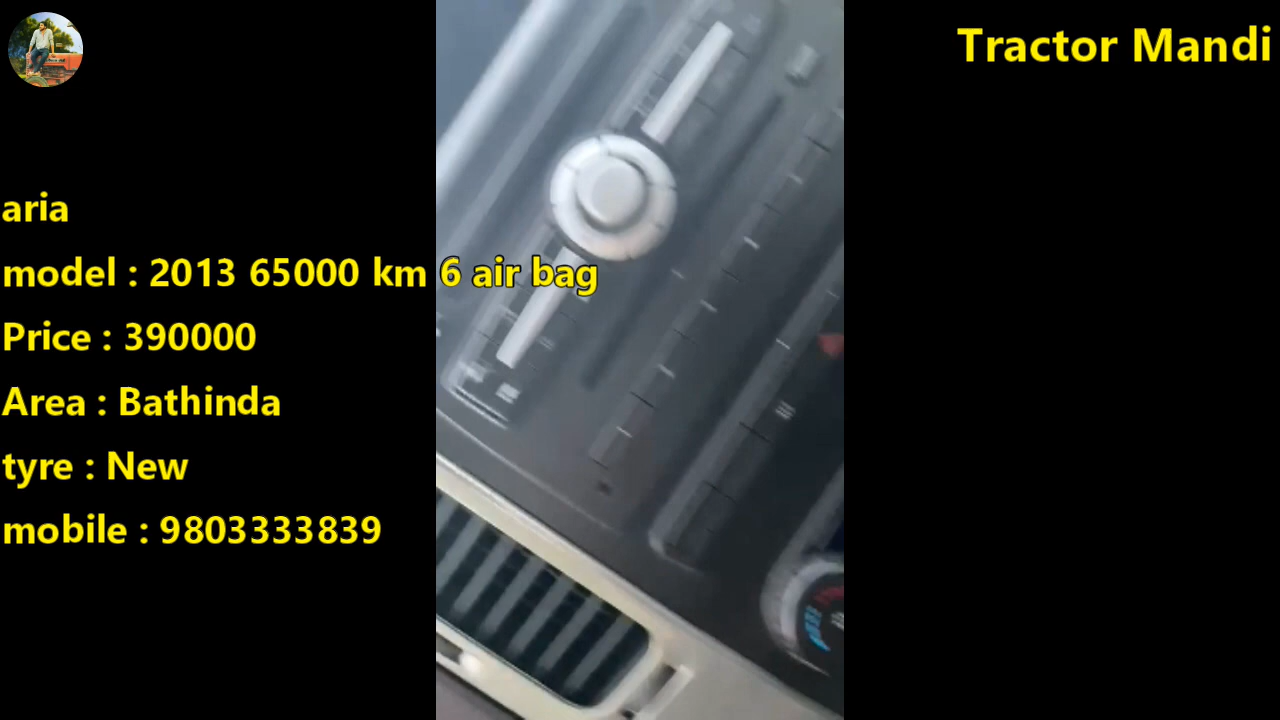 Tractor Mandi
aria
model : 2013 65000 km 6 air bag
Price : 390000
Area : Bathinda
tyre : New
mobile : 9803333839